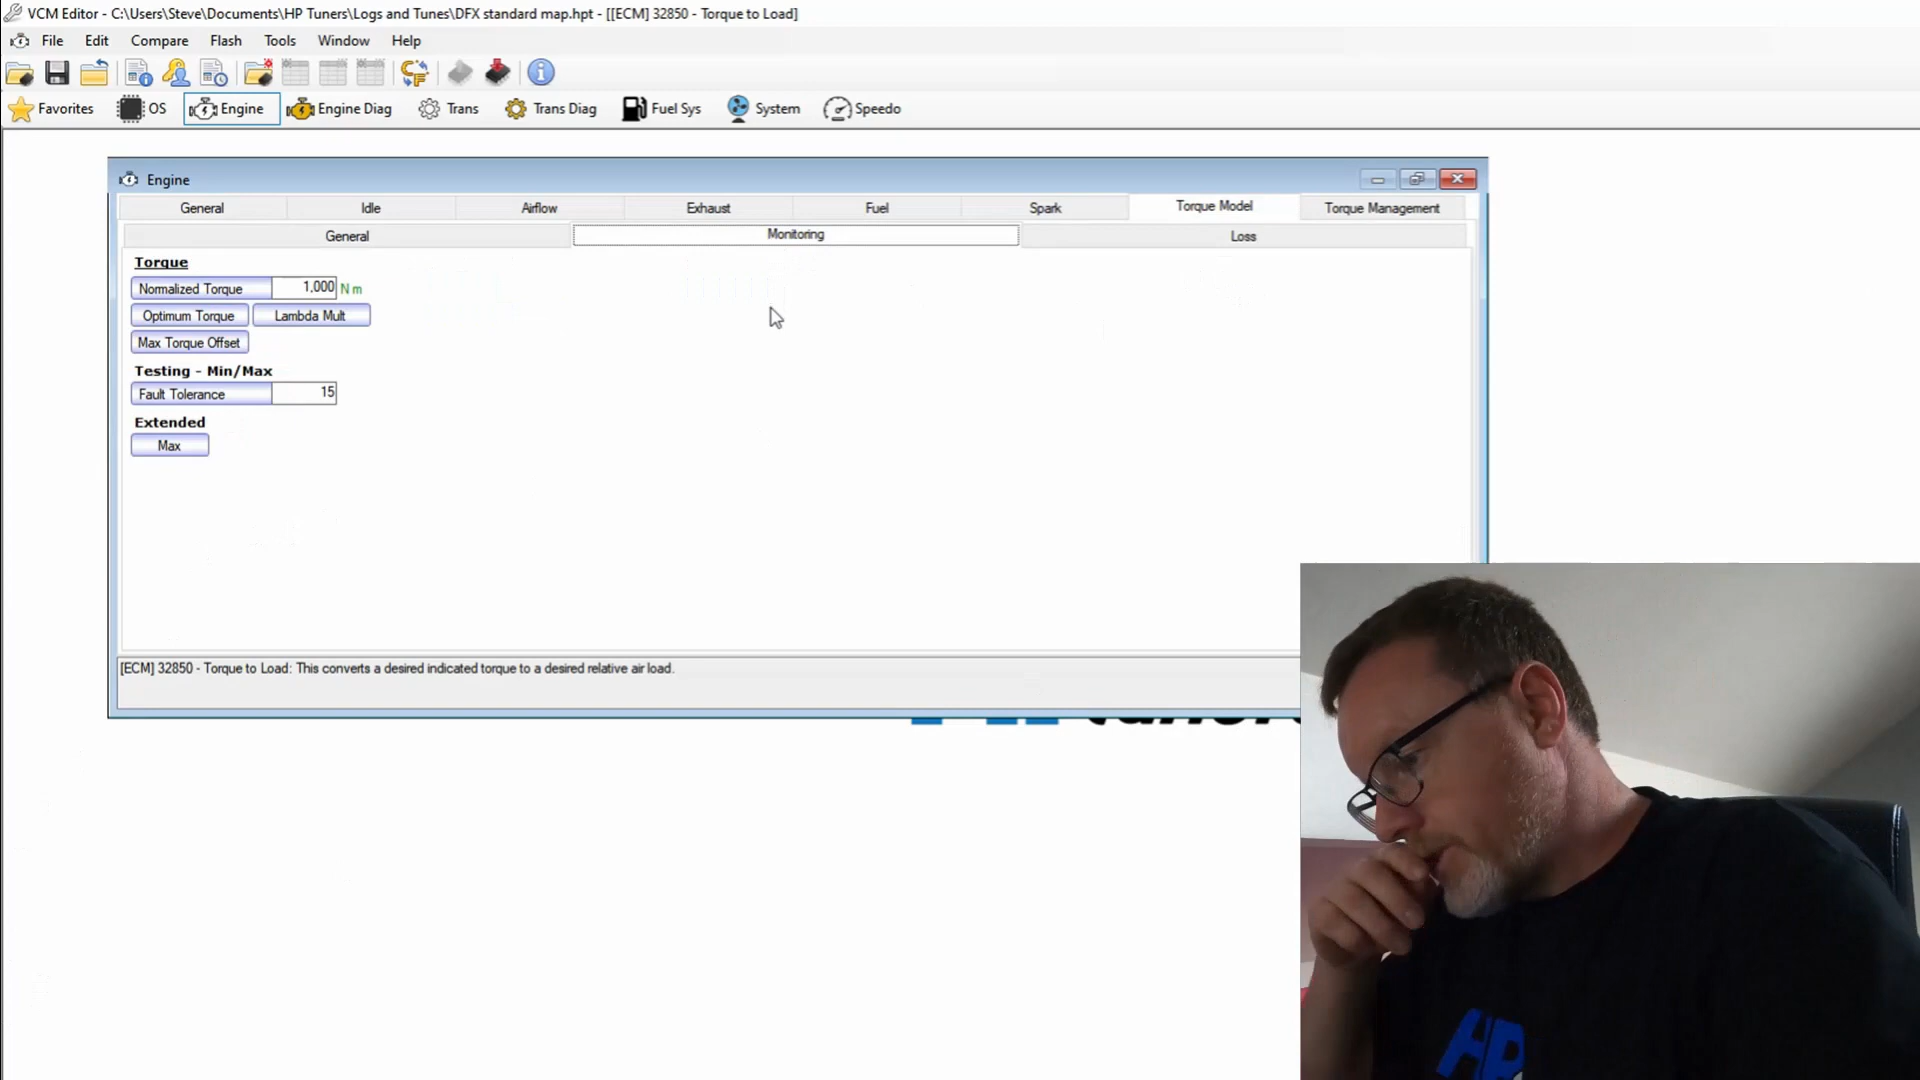 VCM Editor - C:\Users\Steve\Documents\HP Tuners\Logs and Tunes\DFX standard map.hpt - [[ECM] 32850 - Torque to Load]
File Edit Compare Flash Tools Window Help
Favorites OS Engine Engine Diag Trans Trans Diag Fuel Sys System Speedo
Engine
General Idle Airflow Exhaust Fuel Spark Torque Model Torque Management
General Monitoring Loss
Torque
Normalized Torque 1,000 N m
Optimum Torque Lambda Mult
Max Torque Offset
Testing - Min/Max
Fault Tolerance 15
Extended
Max
[ECM] 32850 - Torque to Load: This converts a desired indicated torque to a desired relative air load.
HP